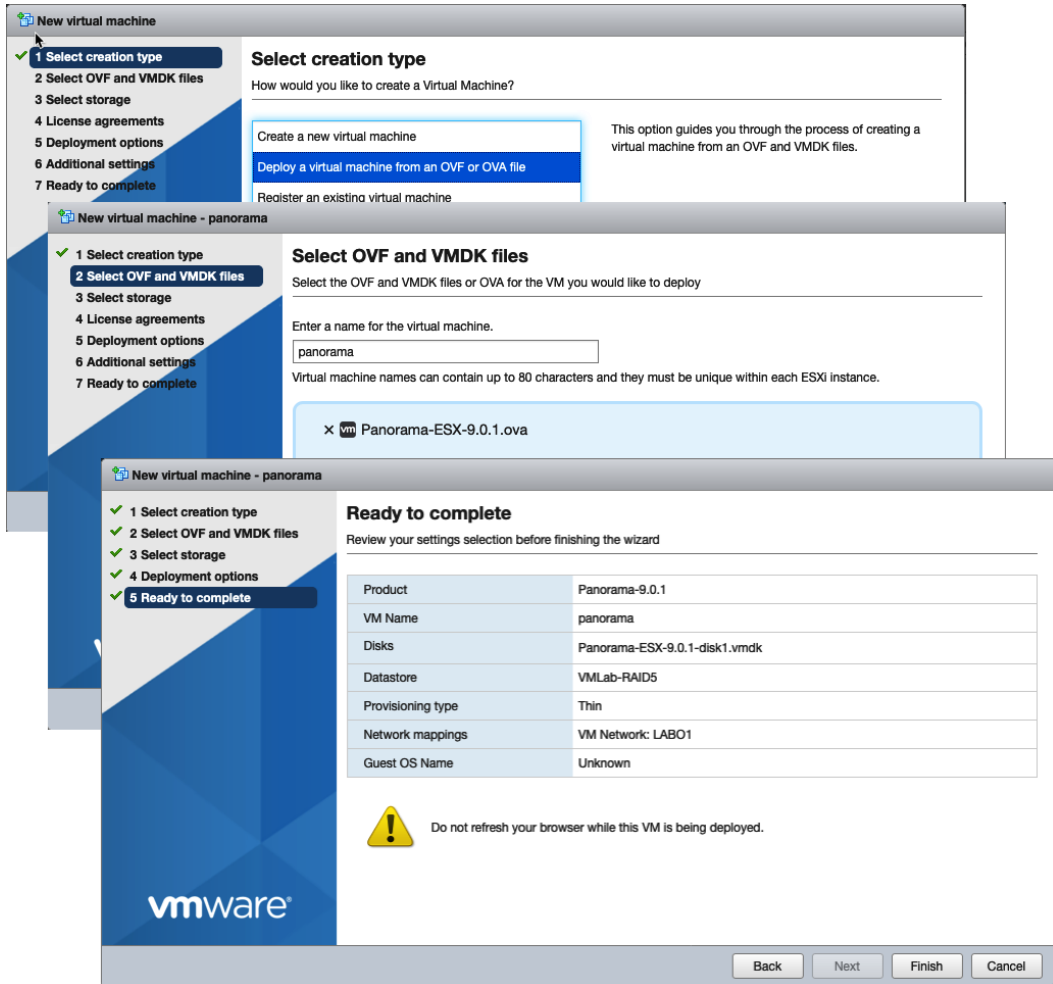 New virtual machine
1 Select creation type
2 Select OVF and VMDK files
3 Select storage
4 License agreements
5 Deployment options
6 Additional settings
7 Ready to complete
Select creation type
How would you like to create a Virtual Machine?
Create a new virtual machine
Deploy a virtual machine from an OVF or OVA file
Register an existing virtual machine
This option guides you through the process of creating a
virtual machine from an OVF and VMDK files.
New virtual machine - panorama
1 Select creation type
2 Select OVF and VMDK files
3 Select storage
4 License agreements
5 Deployment options
6 Additional settings
7 Ready to complete
Select OVF and VMDK files
Select the OVF and VMDK files or OVA for the VM you would like to deploy
Enter a name for the virtual machine.
panorama
Virtual machine names can contain up to 80 characters and they must be unique within each ESXi instance.
vm Panorama-ESX-9.0.1.ova
New virtual machine - panorama
1 Select creation type
2 Select OVF and VMDK files
3 Select storage
4 Deployment options
5 Ready to complete
Ready to complete
Review your settings selection before finishing the wizard
Product Panorama-9.0.1
VM Name panorama
Disks Panorama-ESX-9.0.1-disk1.vmdk
Datastore VMLab-RAID5
Provisioning type Thin
Network mappings VM Network: LABO1
Guest OS Name Unknown
Do not refresh your browser while this VM is being deployed.
vmware®
Back Next Finish Cancel